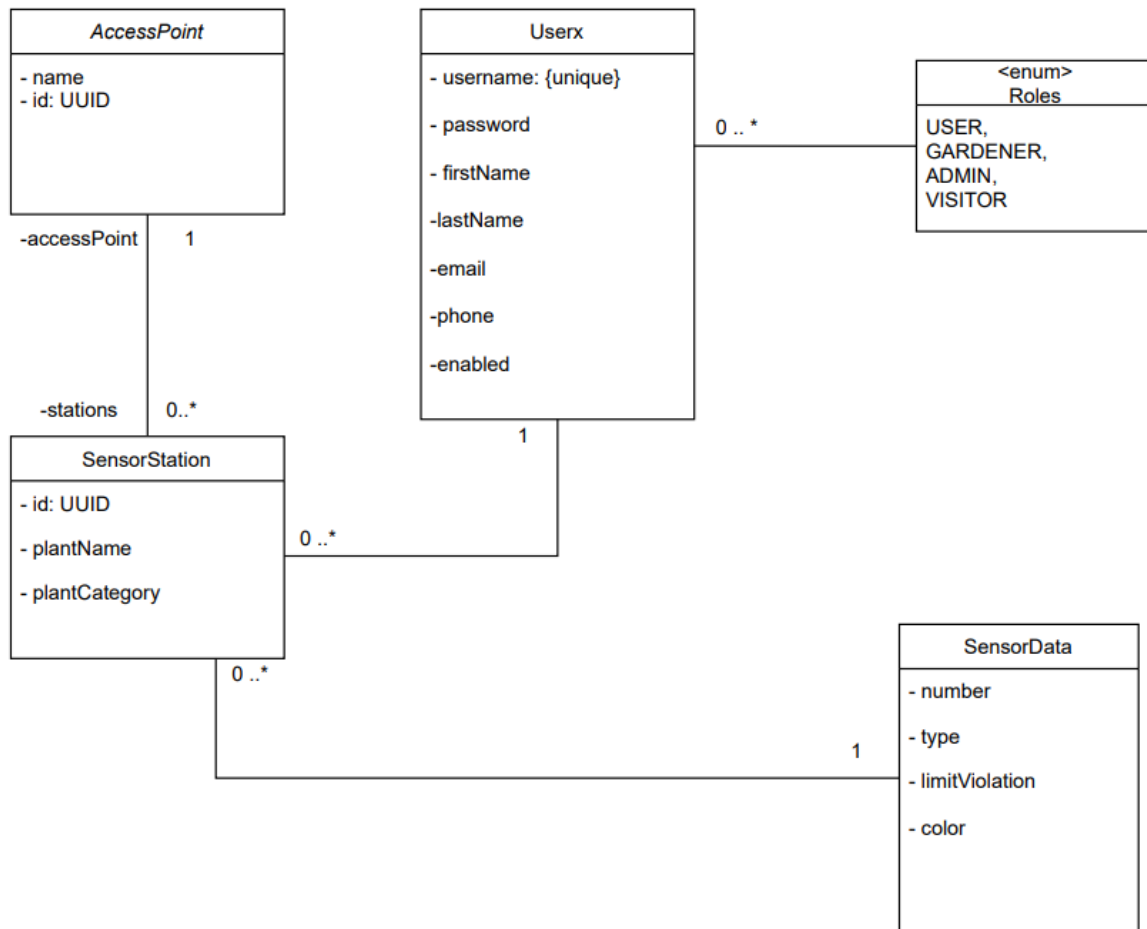 AccessPoint
- name
- id: UUID
-accessPoint 1
-stations 0..*
Userx
- username: {unique}
- password
- firstName
-lastName
-email
-phone
-enabled
0 .. *
1
<enum>
Roles
USER,
GARDENER,
ADMIN,
VISITOR
SensorStation
- id: UUID
- plantName
- plantCategory
0 ..*
0 ..*
1
SensorData
- number
- type
- limitViolation
- color